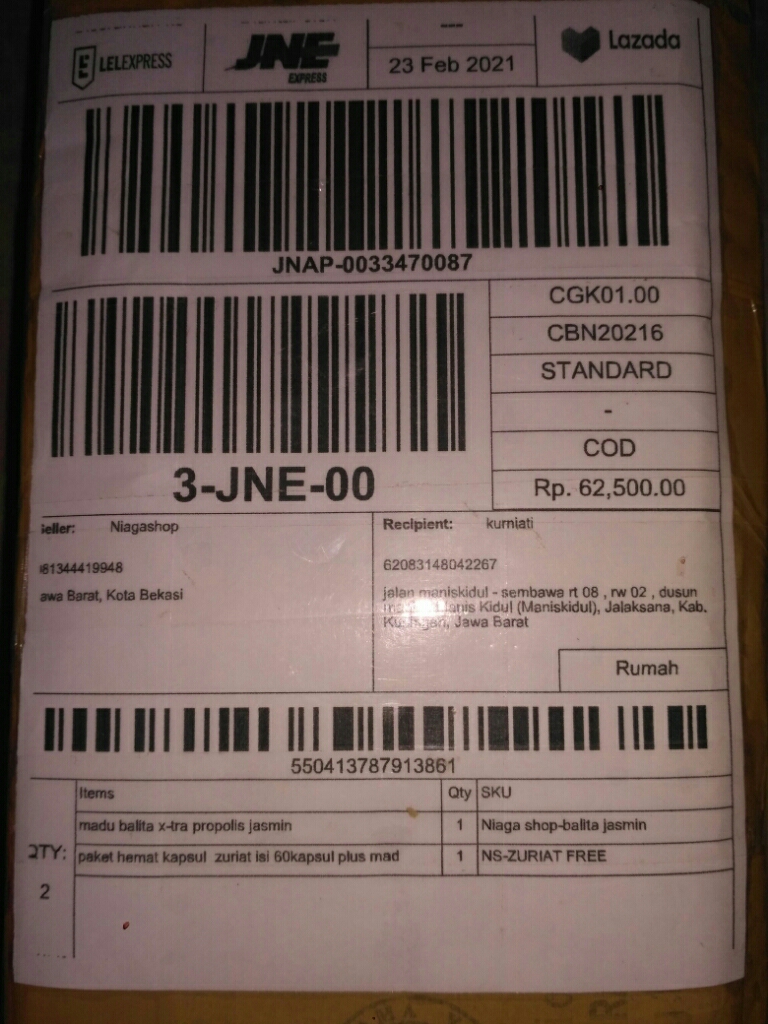 LELEXPRESS
JNE
EXPRESS
---
23 Feb 2021
Lazada
JNAP-0033470087
CGK01.00
CBN20216
STANDARD
-
COD
Rp. 62,500.00
3-JNE-00
eller: Niagashop
81344419948
awa Barat, Kota Bekasi
Recipient: kurniati
62083148042267
jalan maniskidul - sembawa rt 08 , rw 02 , dusun
Kidul (Maniskidul), Jalaksana, Kab.
Jawa Barat
Rumah
550413787913861
Items Qty SKU
madu balita x-tra propolis jasmin 1 Niaga shop-balita jasmin
QTY: paket hemat kapsul zuriat isi 60kapsul plus mad 1 NS-ZURIAT FREE
2